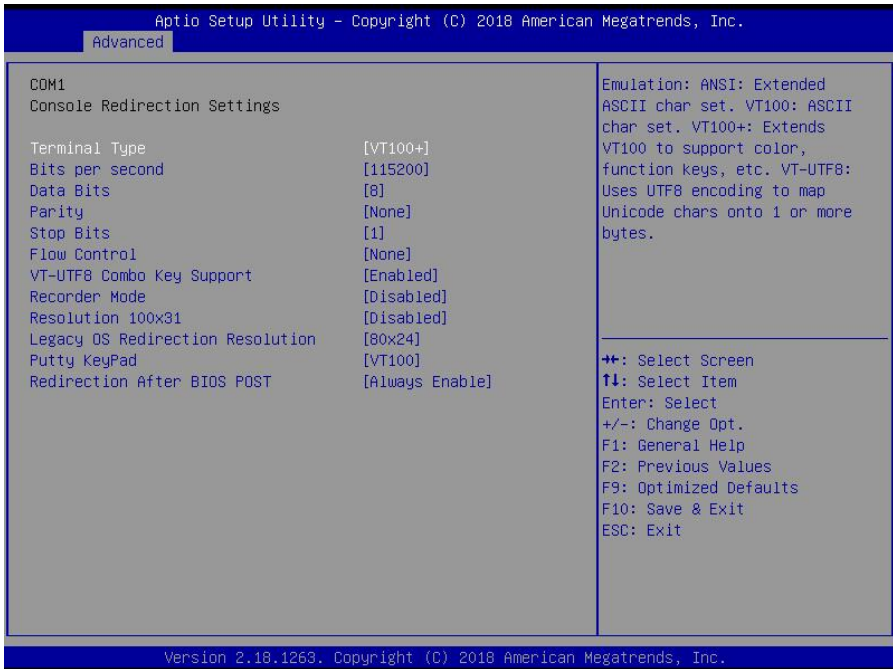 Aptio Setup Utility – Copyright (C) 2018 American Megatrends, Inc.
Advanced
COM1
Console Redirection Settings
Terminal Type [VT100+]
Bits per second [115200]
Data Bits [8]
Parity [None]
Stop Bits [1]
Flow Control [None]
VT-UTF8 Combo Key Support [Enabled]
Recorder Mode [Disabled]
Resolution 100x31 [Disabled]
Legacy OS Redirection Resolution [80x24]
Putty KeyPad [VT100]
Redirection After BIOS POST [Always Enable]
Emulation: ANSI: Extended
ASCII char set. VT100: ASCII
char set. VT100+: Extends
VT100 to support color,
function keys, etc. VT-UTF8:
Uses UTF8 encoding to map
Unicode chars onto 1 or more
bytes.
→←: Select Screen
↑↓: Select Item
Enter: Select
+/-: Change Opt.
F1: General Help
F2: Previous Values
F9: Optimized Defaults
F10: Save & Exit
ESC: Exit
Version 2.18.1263. Copyright (C) 2018 American Megatrends, Inc.